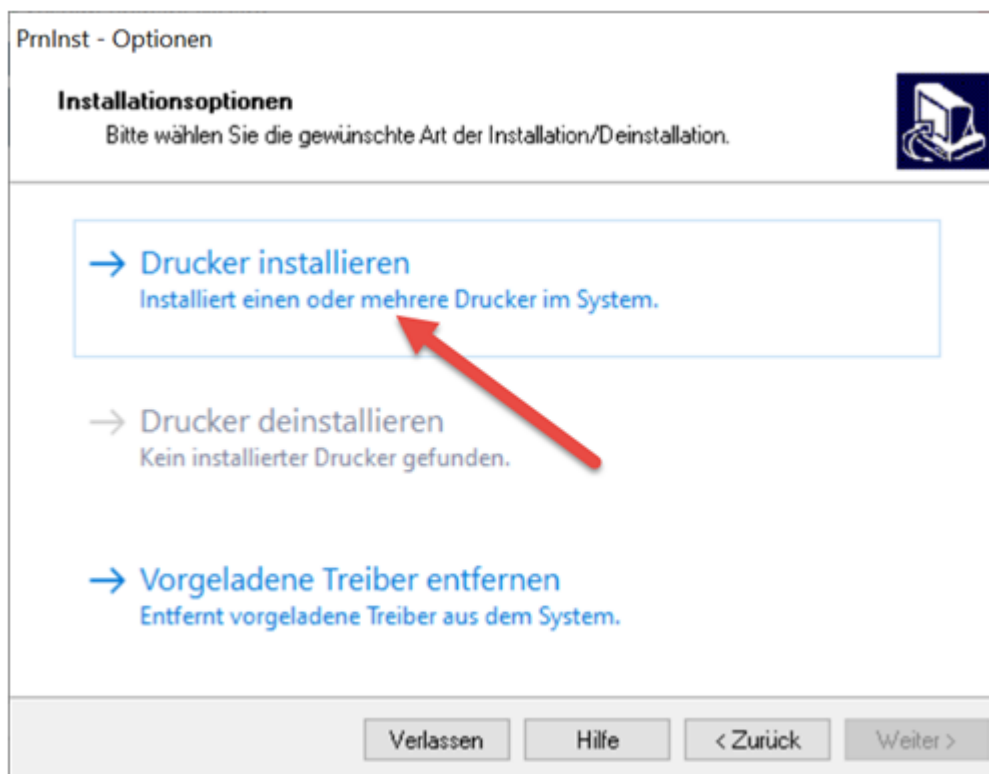 PrnInst - Optionen
Installationsoptionen
Bitte wählen Sie die gewünschte Art der Installation/Deinstallation.
Drucker installieren
Installiert einen oder mehrere Drucker im System.
Drucker deinstallieren
Kein installierter Drucker gefunden.
Vorgeladene Treiber entfernen
Entfernt vorgeladene Treiber aus dem System.
Verlassen Hilfe < Zurück Weiter >